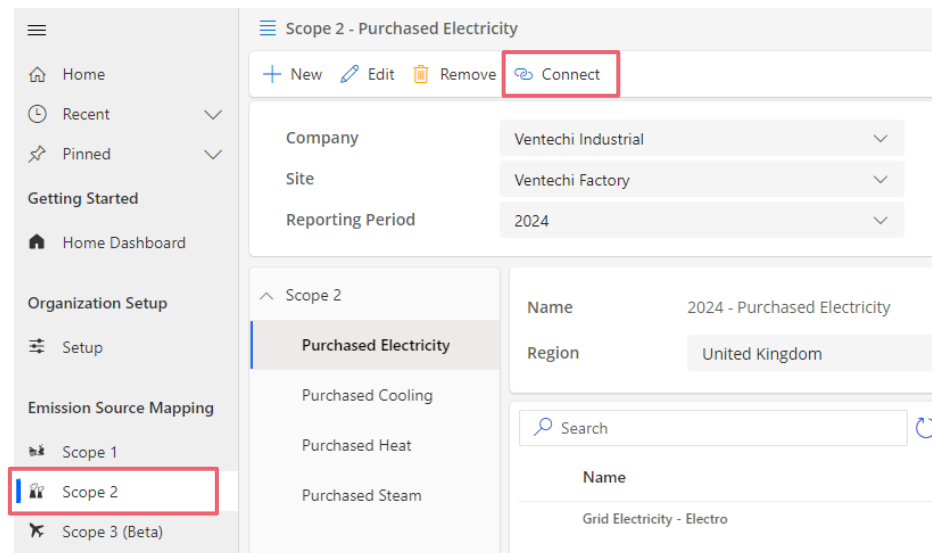 Scope 2 - Purchased Electricity
New Edit Remove Connect
Home
Recent
Pinned
Getting Started
Home Dashboard
Organization Setup
Setup
Emission Source Mapping
Scope 1
Scope 2
Scope 3 (Beta)
Company Ventechi Industrial
Site Ventechi Factory
Reporting Period 2024
Scope 2
Purchased Electricity
Purchased Cooling
Purchased Heat
Purchased Steam
Name 2024 - Purchased Electricity
Region United Kingdom
Search
Name
Grid Electricity - Electro